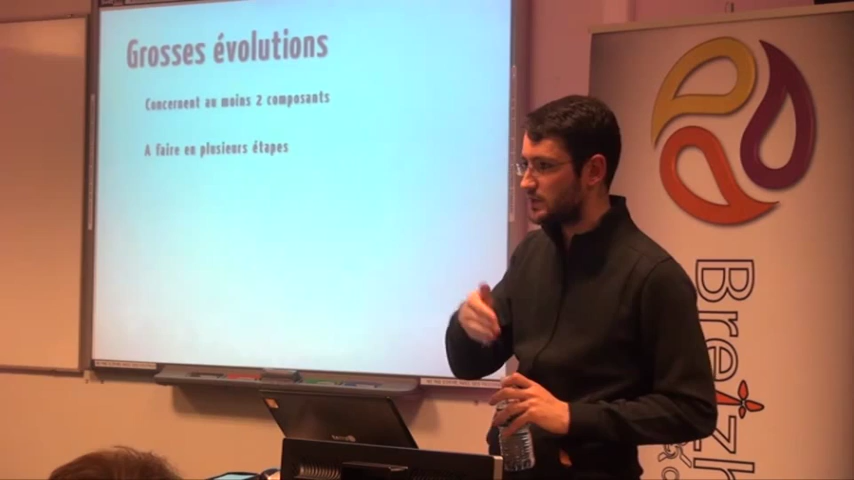 Grosses évolutions
Concernent au moins 2 composants
A faire en plusieurs étapes
Breizh